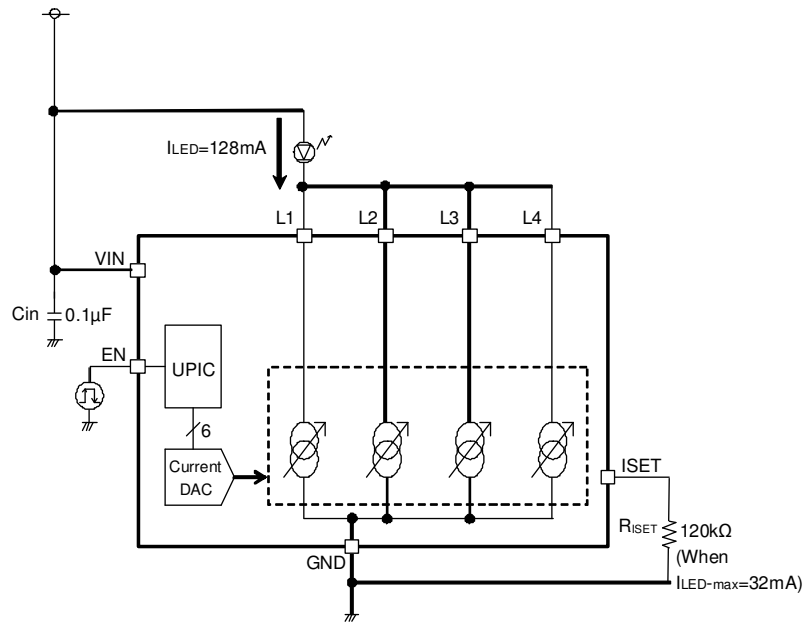 ILED=128mA
L1
L2
L3
L4
VIN
Cin
0.1µF
EN
UPIC
6
Current
DAC
ISET
RISET
120kΩ
(When
ILED-max=32mA)
GND